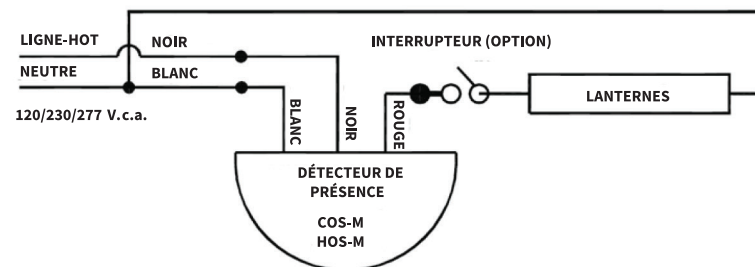 LIGNE-HOT
NOIR
INTERRUPTEUR (OPTION)
NEUTRE
BLANC
LANTERNES
120/230/277 V.c.a.
BLANC
NOIR
ROUGE
DÉTECTEUR DE
PRÉSENCE
COS-M
HOS-M